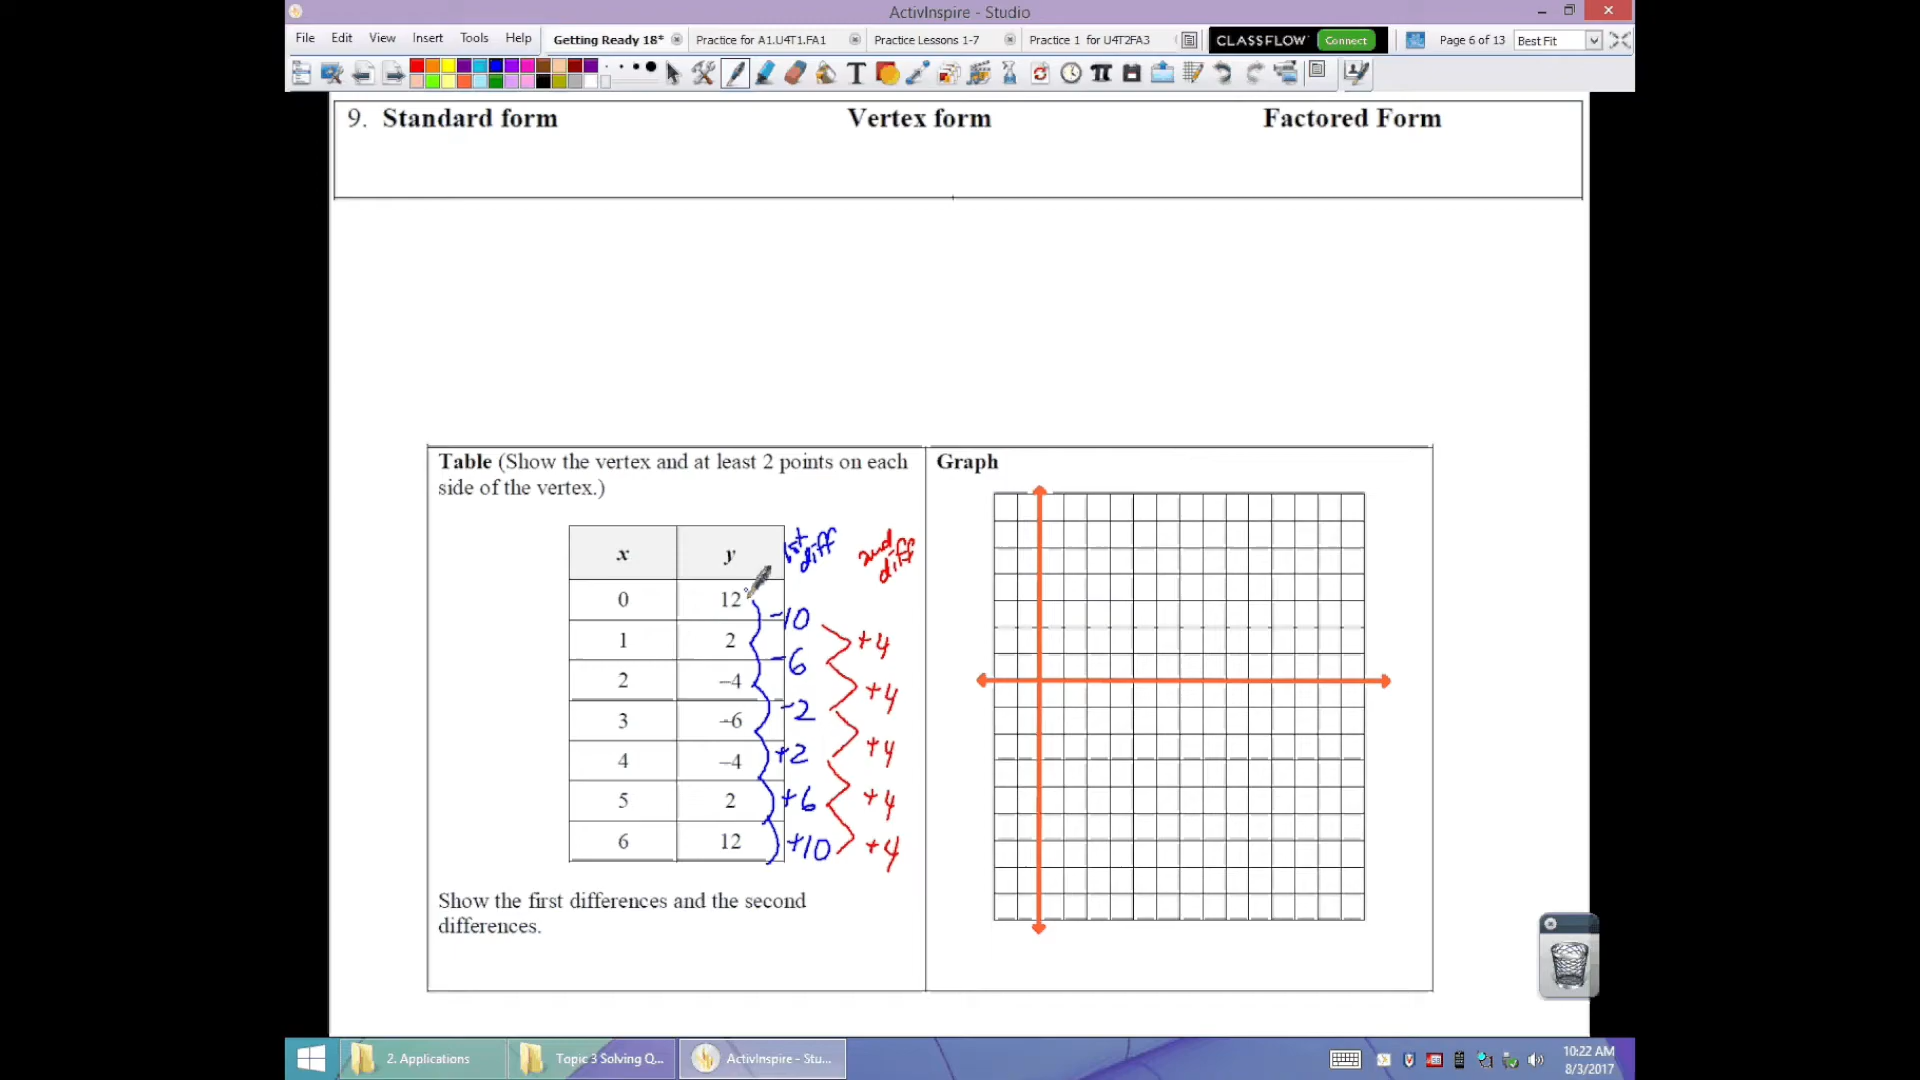 ActivInspire - Studio
File Edit View Insert Tools Help Getting Ready 18* Practice for A1.U4T1.FA1 Practice Lessons 1-7 Practice 1 for U4T2FA3 CLASSFLOW Connect Page 6 of 13 Best Fit
9. Standard form Vertex form Factored Form
Table (Show the vertex and at least 2 points on each
side of the vertex.)
Graph
x y 1st diff 2nd diff
0 12
-10
1 2 +4
-6
2 –4 +4
-2
3 –6 +4
+2
4 –4 +4
+6
5 2 +4
+10
6 12
Show the first differences and the second
differences.
2. Applications Topic 3 Solving Q... ActivInspire - Stu... 10:22 AM
8/3/2017